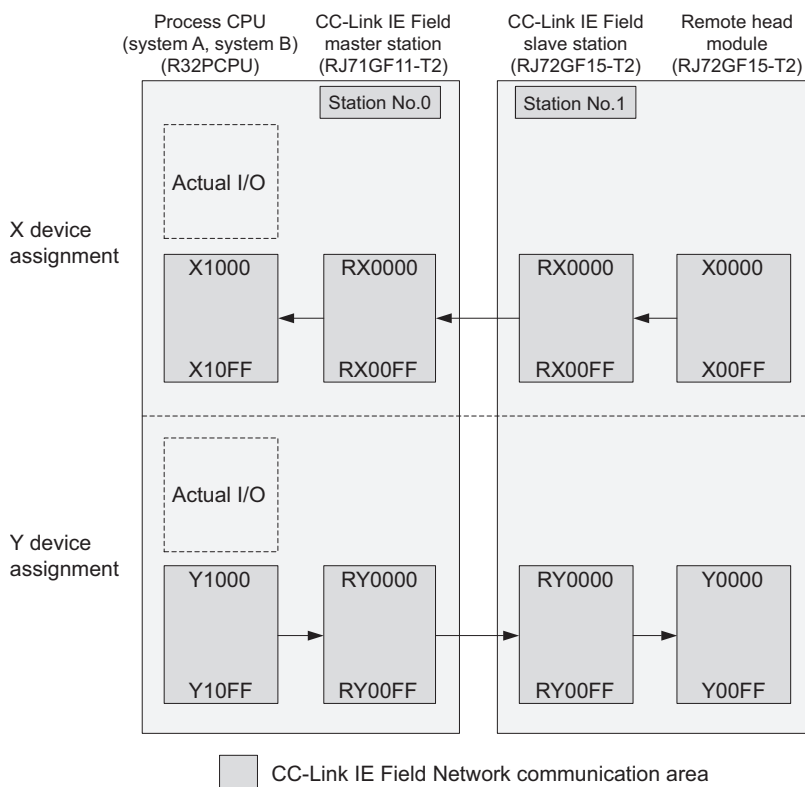 Process CPU
(system A, system B)
(R32PCPU)
CC-Link IE Field
master station
(RJ71GF11-T2)
CC-Link IE Field
slave station
(RJ72GF15-T2)
Remote head
module
(RJ72GF15-T2)
Station No.0
Station No.1
X device
assignment
Actual I/O
X1000
X10FF
RX0000
RX00FF
RX0000
RX00FF
X0000
X00FF
Y device
assignment
Actual I/O
Y1000
Y10FF
RY0000
RY00FF
RY0000
RY00FF
Y0000
Y00FF
CC-Link IE Field Network communication area